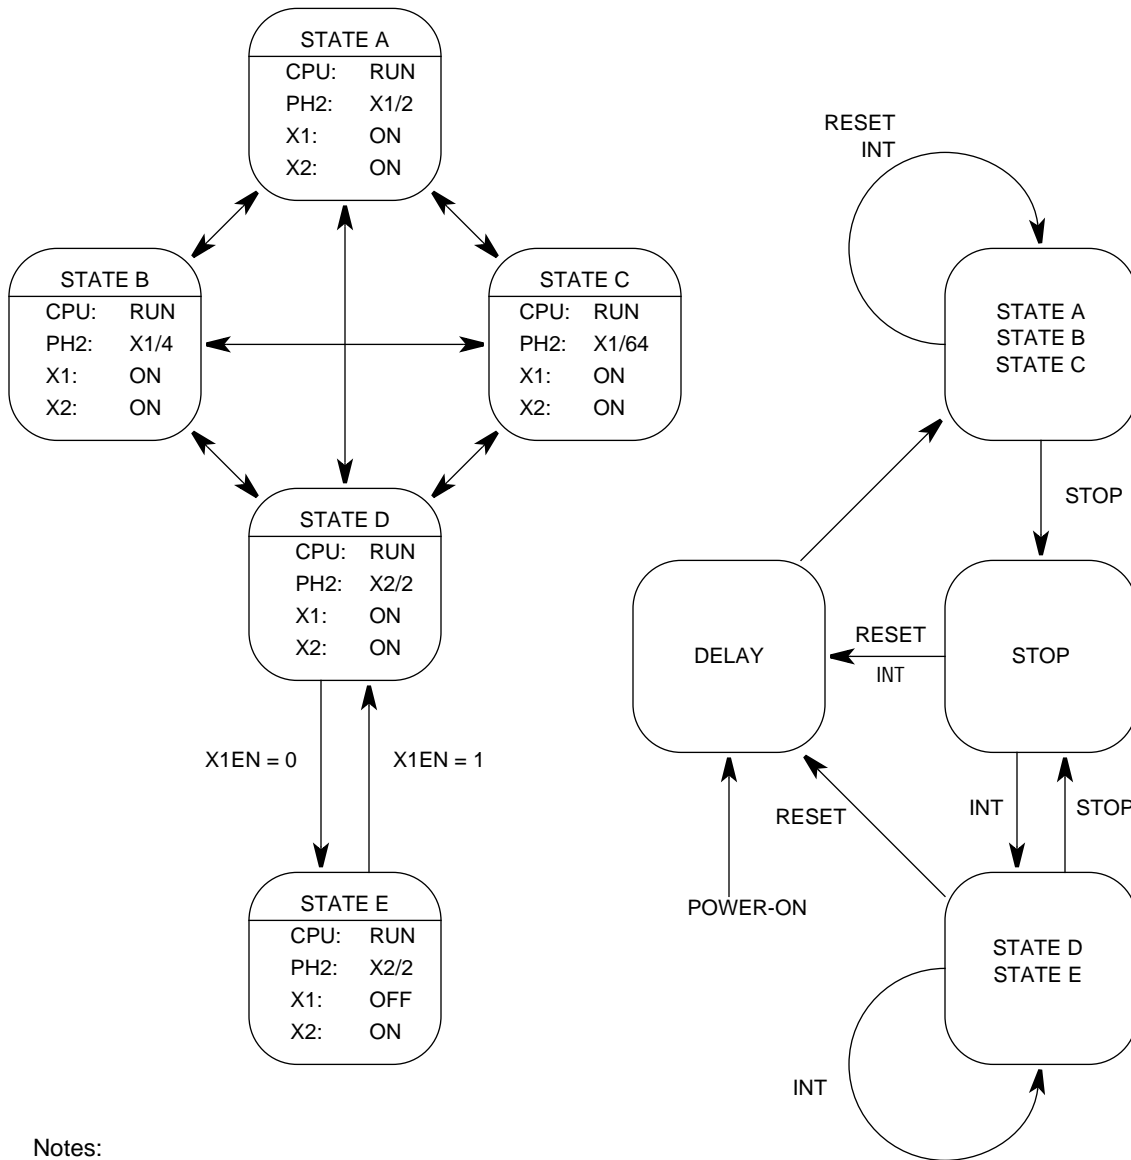 STATE A
CPU: RUN
PH2: X1/2
X1: ON
X2: ON
STATE B
CPU: RUN
PH2: X1/4
X1: ON
X2: ON
STATE C
CPU: RUN
PH2: X1/64
X1: ON
X2: ON
STATE D
CPU: RUN
PH2: X2/2
X1: ON
X2: ON
X1EN = 0
X1EN = 1
STATE E
CPU: RUN
PH2: X2/2
X1: OFF
X2: ON
RESET
INT
STATE A
STATE B
STATE C
STOP
DELAY
RESET
INT
STOP
RESET
INT
STOP
POWER-ON
STATE D
STATE E
INT
Notes: